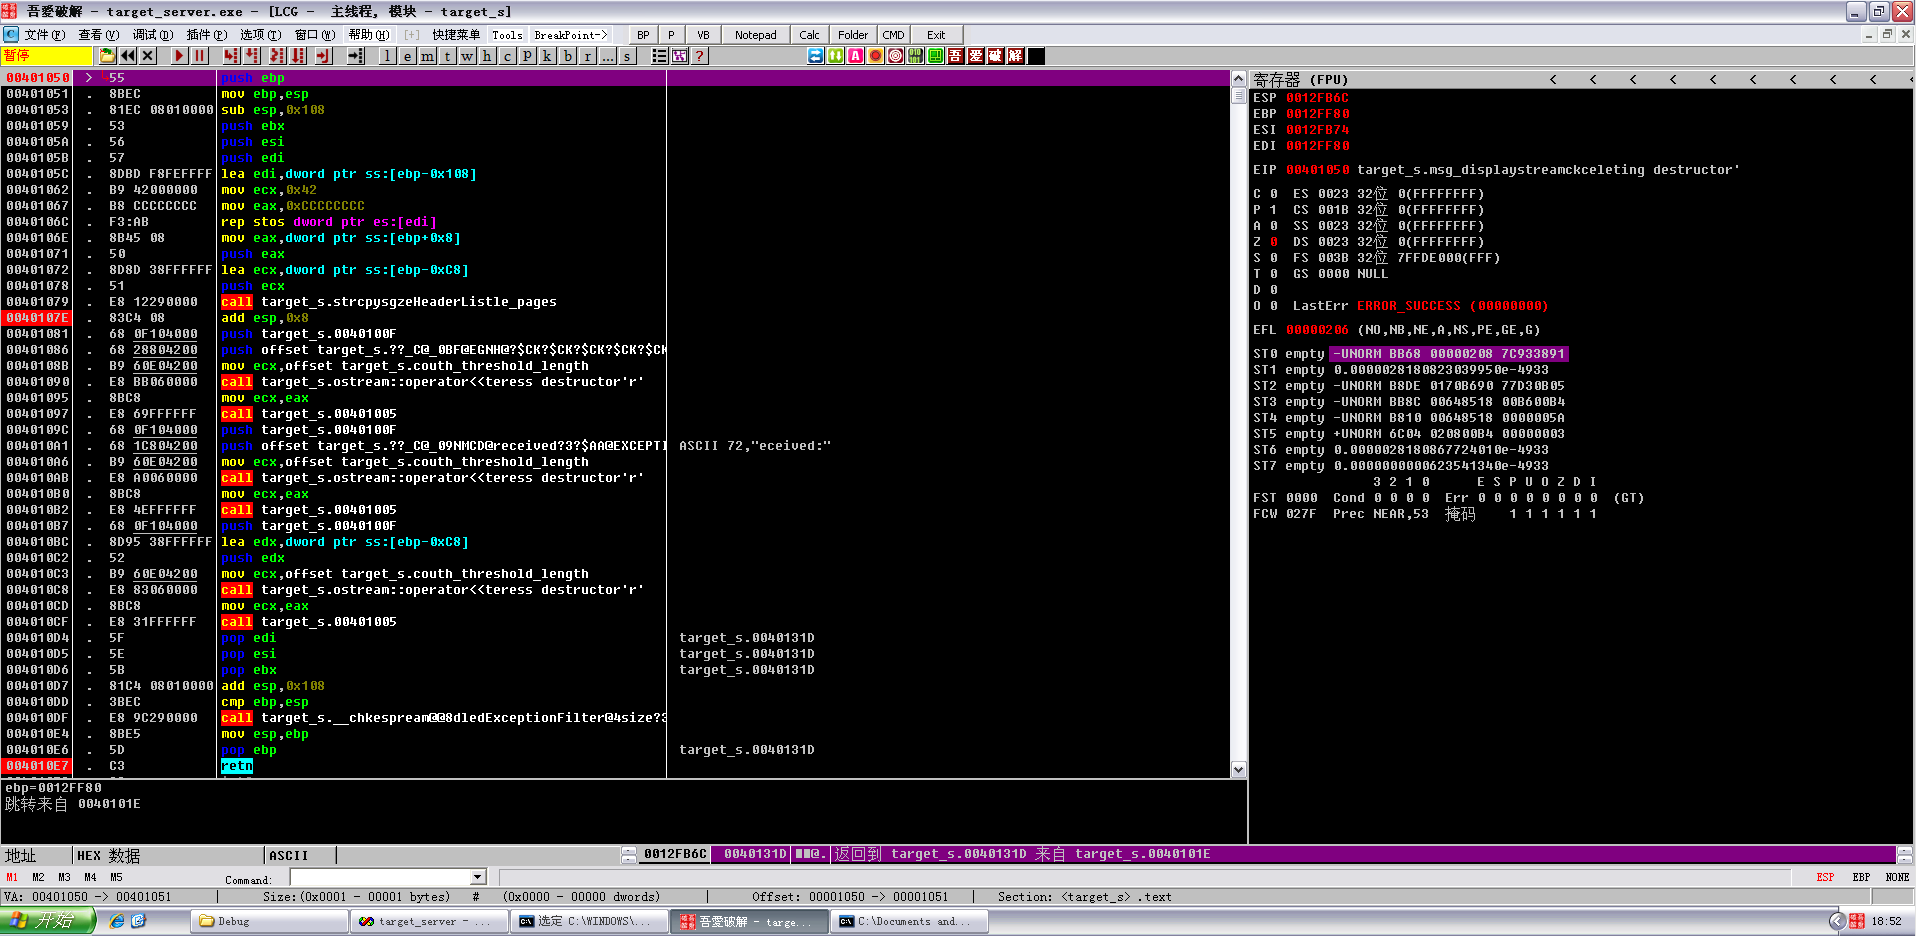 吾愛破解 - target_server.exe - [LCG -  主线程, 模块 - target_s]
文件(F) 查看(V) 调试(D) 插件(P) 选项(T) 窗口(W) 帮助(H) [+] 快捷菜单 Tools BreakPoint-> BP P VB Notepad Calc Folder CMD Exit
暂停 l e m t w h c p k b r ... s ? 吾 爱 破 解
00401050 > 55 push ebp
00401051 . 8BEC mov ebp,esp
00401053 . 81EC 08010000 sub esp,0x108
00401059 . 53 push ebx
0040105A . 56 push esi
0040105B . 57 push edi
0040105C . 8DBD F8FEFFFF lea edi,dword ptr ss:[ebp-0x108]
00401062 . B9 42000000 mov ecx,0x42
00401067 . B8 CCCCCCCC mov eax,0xCCCCCCCC
0040106C . F3:AB rep stos dword ptr es:[edi]
0040106E . 8B45 08 mov eax,dword ptr ss:[ebp+0x8]
00401071 . 50 push eax
00401072 . 8D8D 38FFFFFF lea ecx,dword ptr ss:[ebp-0xC8]
00401078 . 51 push ecx
00401079 . E8 12290000 call target_s.strcpysgzeHeaderListle_pages
0040107E . 83C4 08 add esp,0x8
00401081 . 68 0F104000 push target_s.0040100F
00401086 . 68 28804200 push offset target_s.??_C@_0BF@EGNH@?$CK?$CK?$CK?$CK?$CK
0040108B . B9 60E04200 mov ecx,offset target_s.couth_threshold_length
00401090 . E8 BB060000 call target_s.ostream::operator<<teress destructor'r'
00401095 . 8BC8 mov ecx,eax
00401097 . E8 69FFFFFF call target_s.00401005
0040109C . 68 0F104000 push target_s.0040100F
004010A1 . 68 1C804200 push offset target_s.??_C@_09NMCD@received?3?$AA@EXCEPTI ASCII 72,"eceived:"
004010A6 . B9 60E04200 mov ecx,offset target_s.couth_threshold_length
004010AB . E8 A0060000 call target_s.ostream::operator<<teress destructor'r'
004010B0 . 8BC8 mov ecx,eax
004010B2 . E8 4EFFFFFF call target_s.00401005
004010B7 . 68 0F104000 push target_s.0040100F
004010BC . 8D95 38FFFFFF lea edx,dword ptr ss:[ebp-0xC8]
004010C2 . 52 push edx
004010C3 . B9 60E04200 mov ecx,offset target_s.couth_threshold_length
004010C8 . E8 83060000 call target_s.ostream::operator<<teress destructor'r'
004010CD . 8BC8 mov ecx,eax
004010CF . E8 31FFFFFF call target_s.00401005
004010D4 . 5F pop edi target_s.0040131D
004010D5 . 5E pop esi target_s.0040131D
004010D6 . 5B pop ebx target_s.0040131D
004010D7 . 81C4 08010000 add esp,0x108
004010DD . 3BEC cmp ebp,esp
004010DF . E8 9C290000 call target_s.__chkespream@@8dledExceptionFilter@4size?3
004010E4 . 8BE5 mov esp,ebp
004010E6 . 5D pop ebp target_s.0040131D
004010E7 . C3 retn
ebp=0012FF80
跳转来自 0040101E
寄存器 (FPU) < < < < < < < < < <
ESP 0012FB6C
EBP 0012FF80
ESI 0012FB74
EDI 0012FF80
EIP 00401050 target_s.msg_displaystreamckceleting destructor'
C 0 ES 0023 32位 0(FFFFFFFF)
P 1 CS 001B 32位 0(FFFFFFFF)
A 0 SS 0023 32位 0(FFFFFFFF)
Z 0 DS 0023 32位 0(FFFFFFFF)
S 0 FS 003B 32位 7FFDE000(FFF)
T 0 GS 0000 NULL
D 0
O 0 LastErr ERROR_SUCCESS (00000000)
EFL 00000206 (NO,NB,NE,A,NS,PE,GE,G)
ST0 empty -UNORM BB68 00000208 7C933891
ST1 empty 0.0000028180823039950e-4933
ST2 empty -UNORM B8DE 0170B690 77D30B05
ST3 empty -UNORM BB8C 00648518 00B600B4
ST4 empty -UNORM B810 00648518 0000005A
ST5 empty +UNORM 6C04 020800B4 00000003
ST6 empty 0.0000028180867724010e-4933
ST7 empty 0.0000000000623541340e-4933
3 2 1 0 E S P U O Z D I
FST 0000 Cond 0 0 0 0 Err 0 0 0 0 0 0 0 0 (GT)
FCW 027F Prec NEAR,53 掩码 1 1 1 1 1 1
地址 HEX 数据 ASCII 0012FB6C 0040131D @. 返回到 target_s.0040131D 来自 target_s.0040101E
M1 M2 M3 M4 M5 Command: ESP EBP NONE
VA: 00401050 -> 00401051 Size:(0x0001 - 00001 bytes) # (0x0000 - 00000 dwords) Offset: 00001050 -> 00001051 Section: <target_s> .text
开始 Debug target_server - ... 选定 C:\WINDOWS\... 吾愛破解 - targe... C:\Documents and... 18:52